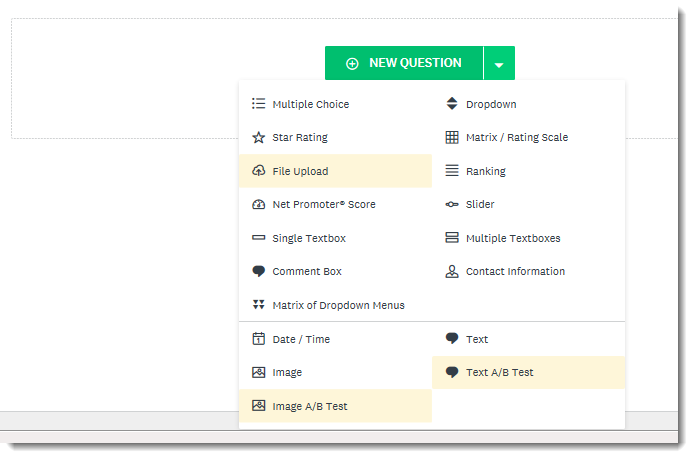 NEW QUESTION
Multiple Choice
Dropdown
Star Rating
Matrix / Rating Scale
File Upload
Ranking
Net Promoter® Score
Slider
Single Textbox
Multiple Textboxes
Comment Box
Contact Information
Matrix of Dropdown Menus
Date / Time
Text
Image
Text A/B Test
Image A/B Test